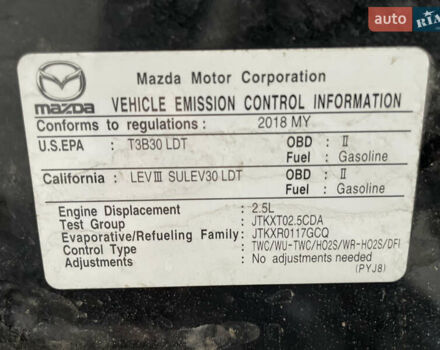 auto RIA
mazda
Mazda Motor Corporation
VEHICLE EMISSION CONTROL INFORMATION
Conforms to regulations : 2018 MY
U.S.EPA : T3B30 LDT OBD : II
Fuel : Gasoline
California : LEVIII SULEV30 LDT OBD : II
Fuel : Gasoline
Engine Displacement : 2.5L
Test Group : JTKXT02.5CDA
Evaporative/Refueling Family : JTKXR0117GCQ
Control Type : TWC/WU-TWC/HO2S/WR-HO2S/DFI
Adjustments : No adjustments needed
(PYJ8)